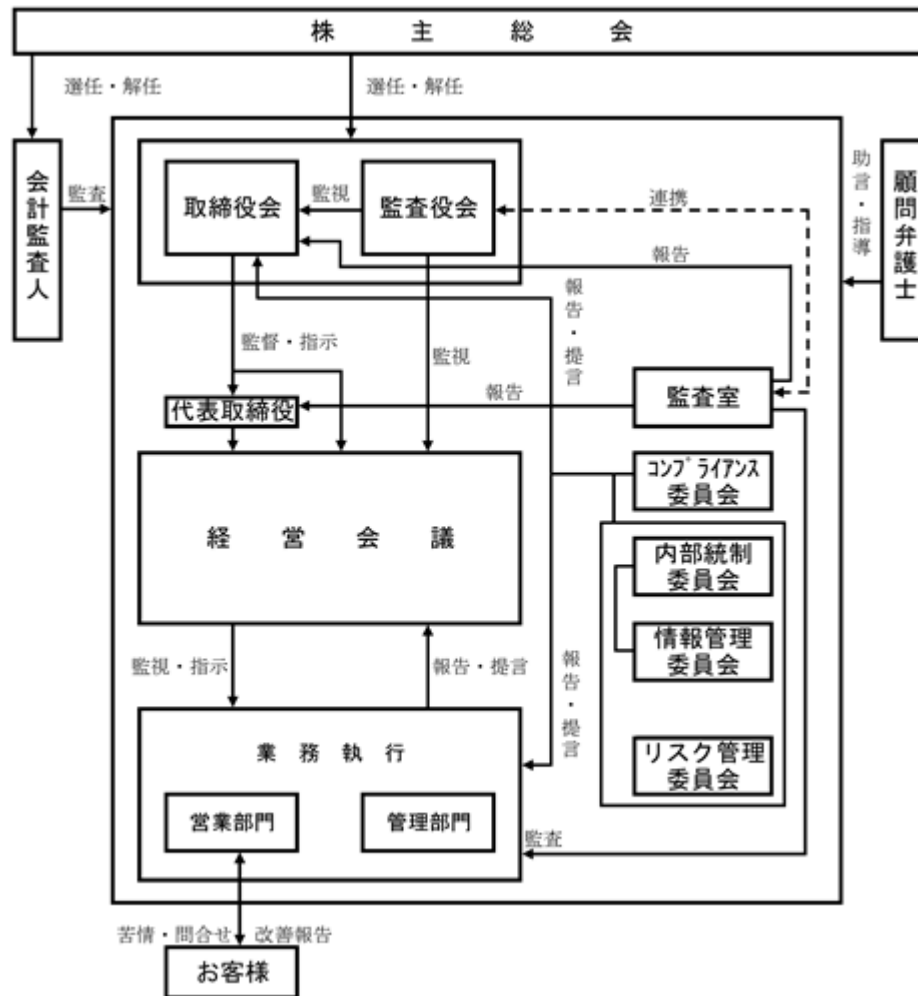 株主総会
選任・解任
選任・解任
会計監査人
監査
取締役会
監視
監査役会
連携
助言・指導
顧問弁護士
報告
報告・提言
監督・指示
監視
代表取締役
報告
監査室
コンプライアンス
委員会
経営会議
内部統制
委員会
情報管理
委員会
監視・指示
報告・提言
報告・提言
リスク管理
委員会
業務執行
営業部門
管理部門
監査
苦情・問合せ
改善報告
お客様